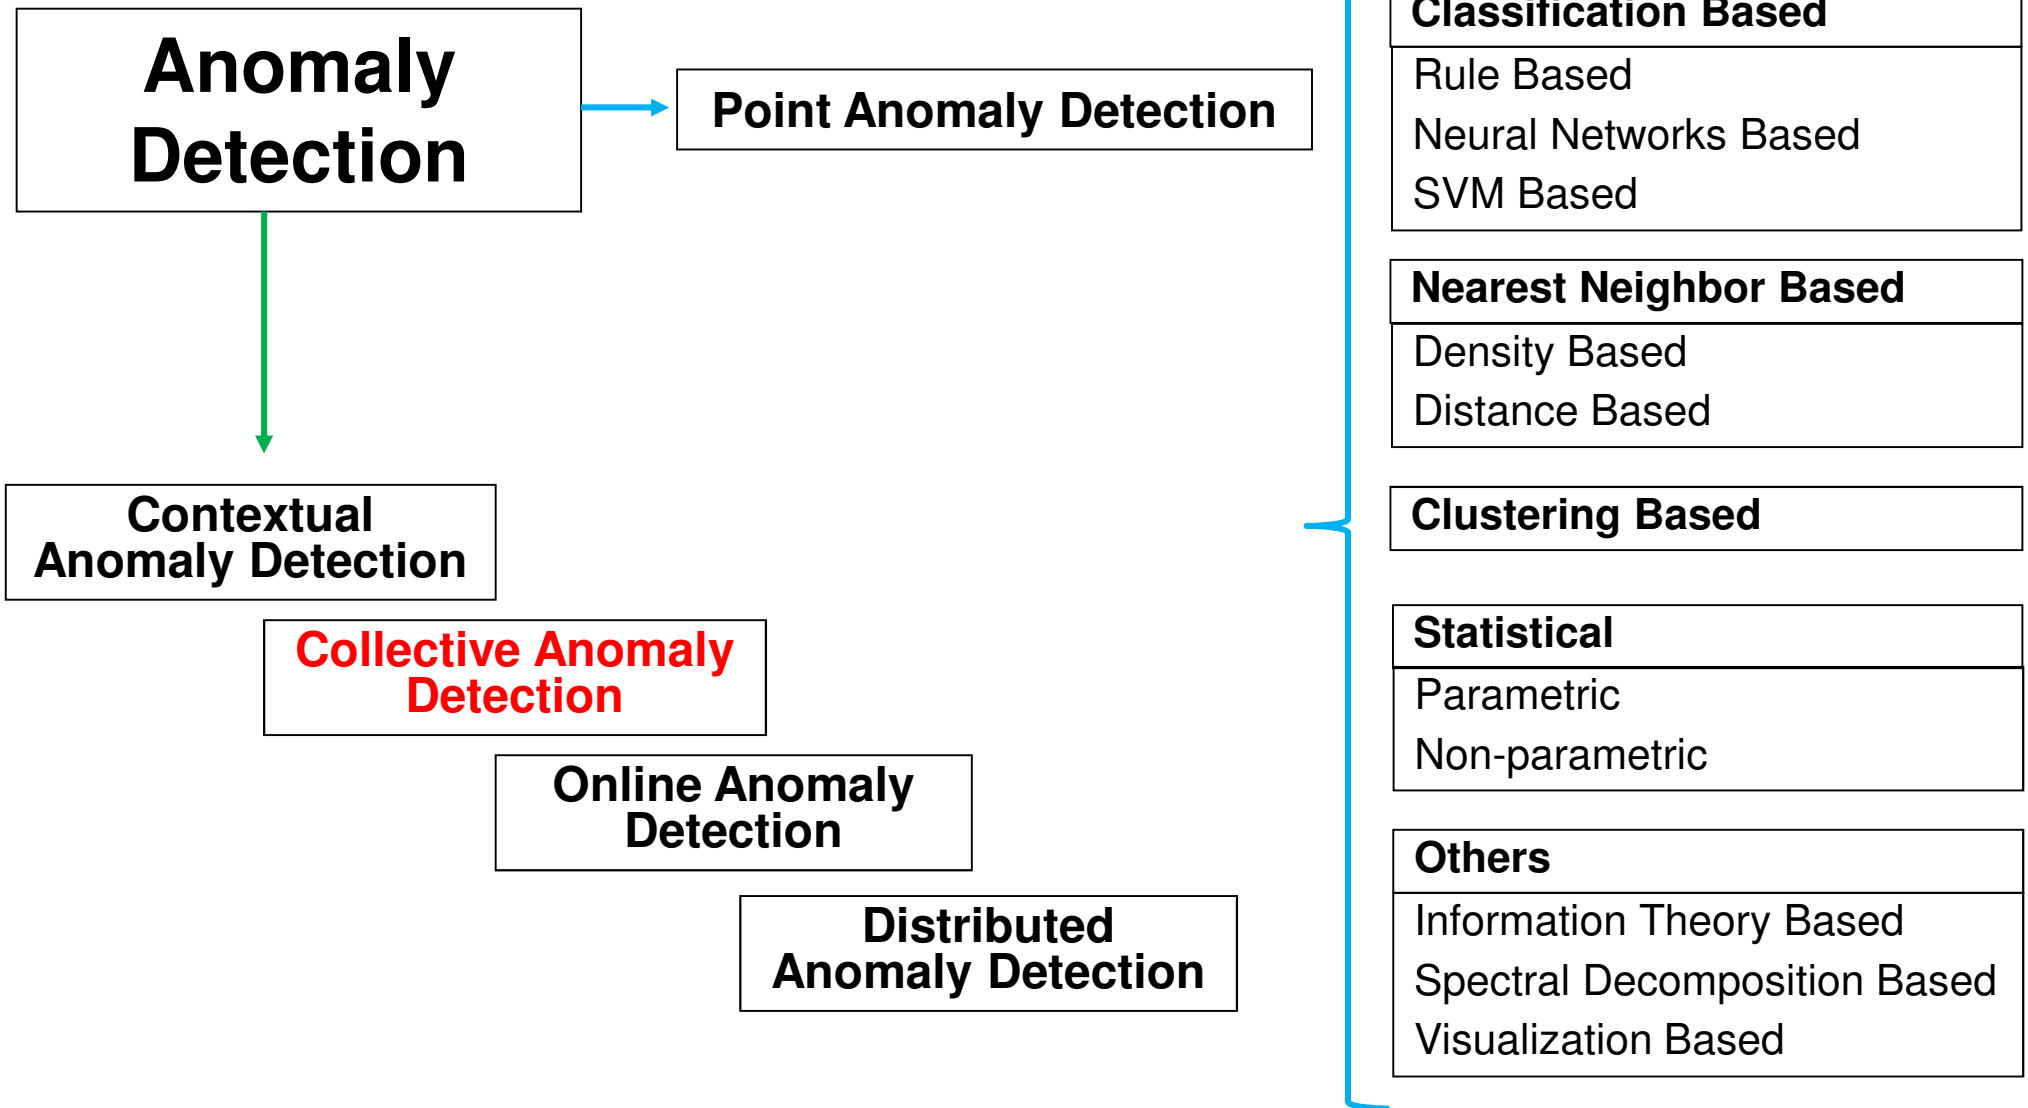 Anomaly
Detection
Point Anomaly Detection
Contextual
Anomaly Detection
Collective Anomaly
Detection
Online Anomaly
Detection
Distributed
Anomaly Detection
Classification Based
Rule Based
Neural Networks Based
SVM Based
Nearest Neighbor Based
Density Based
Distance Based
Clustering Based
Statistical
Parametric
Non-parametric
Others
Information Theory Based
Spectral Decomposition Based
Visualization Based